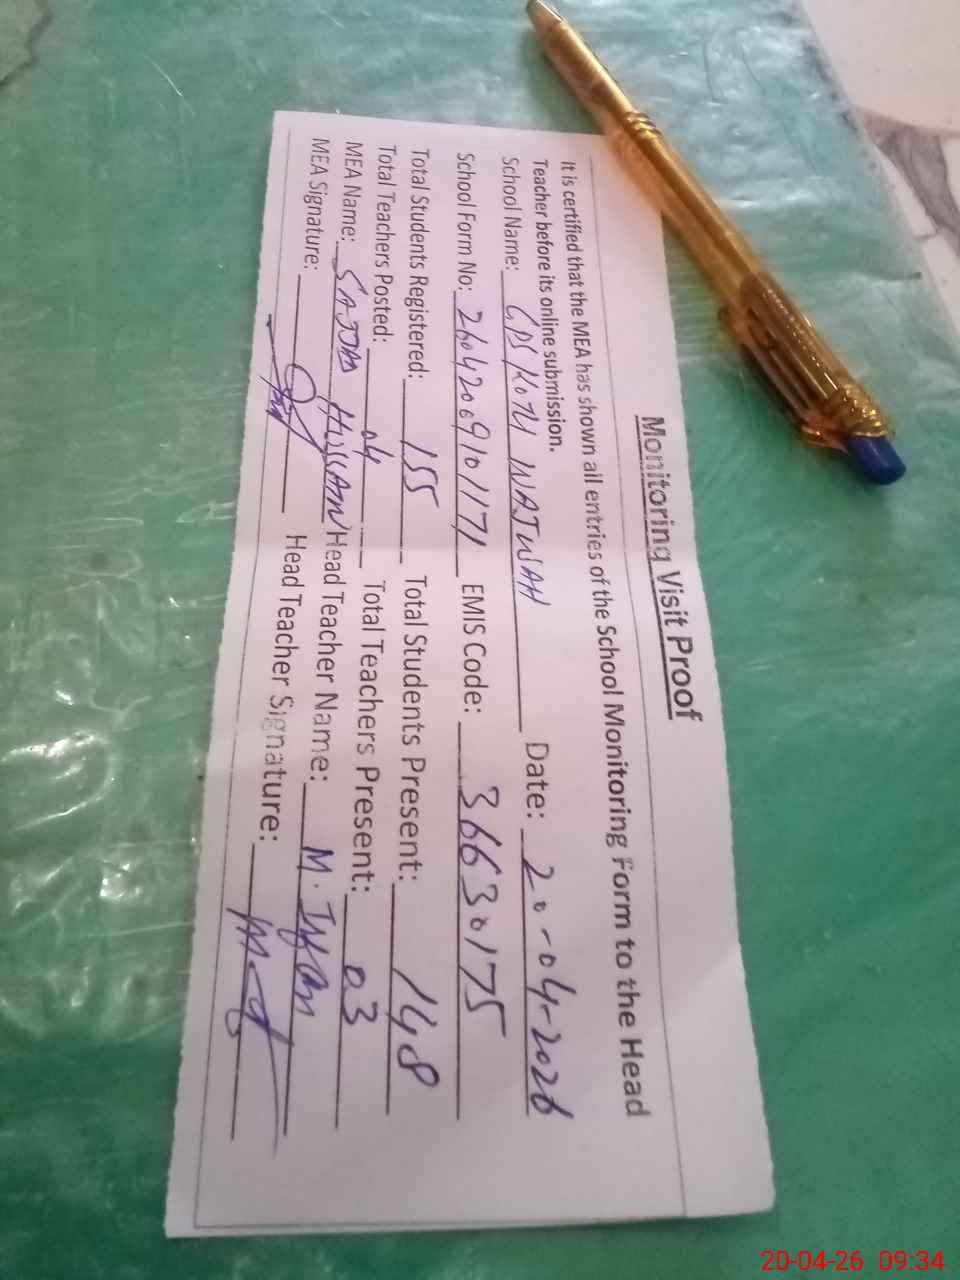 Monitoring Visit Proof
It is certified that the MEA has shown all entries of the School Monitoring Form to the Head
Teacher before its online submission.
School Name: GPS KOTLI WAJWAH Date: 20-04-2026
School Form No: 26042069101171 EMIS Code: 36630175
Total Students Registered: 155 Total Students Present: 148
Total Teachers Posted: 04 Total Teachers Present: 03
MEA Name: SAJJAD HUSSAIN Head Teacher Name: M. Irfan
MEA Signature: Head Teacher Signature:
20-04-26 09:34